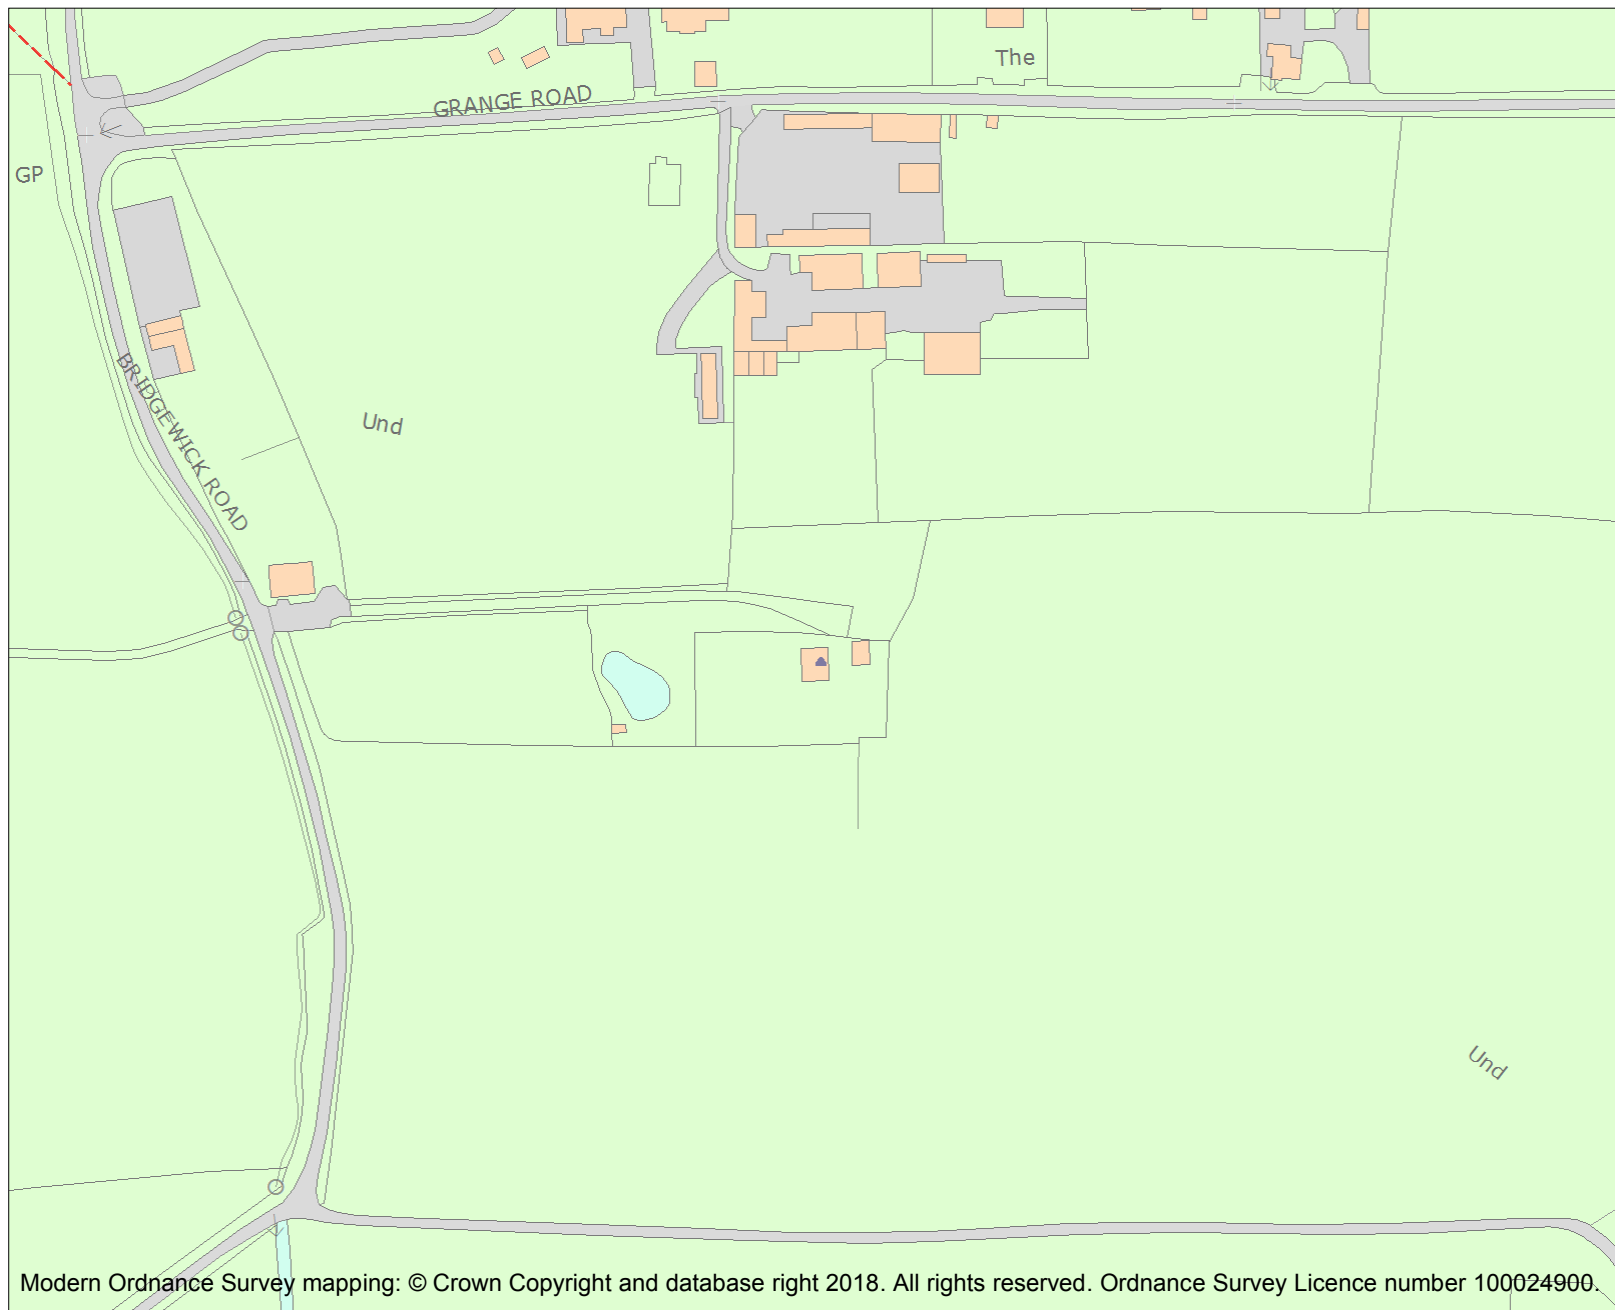 The
GRANGE ROAD
GP
BRIDGEWICK ROAD
Und
Und
Modern Ordnance Survey mapping: © Crown Copyright and database right 2018. All rights reserved. Ordnance Survey Licence number 100024900.